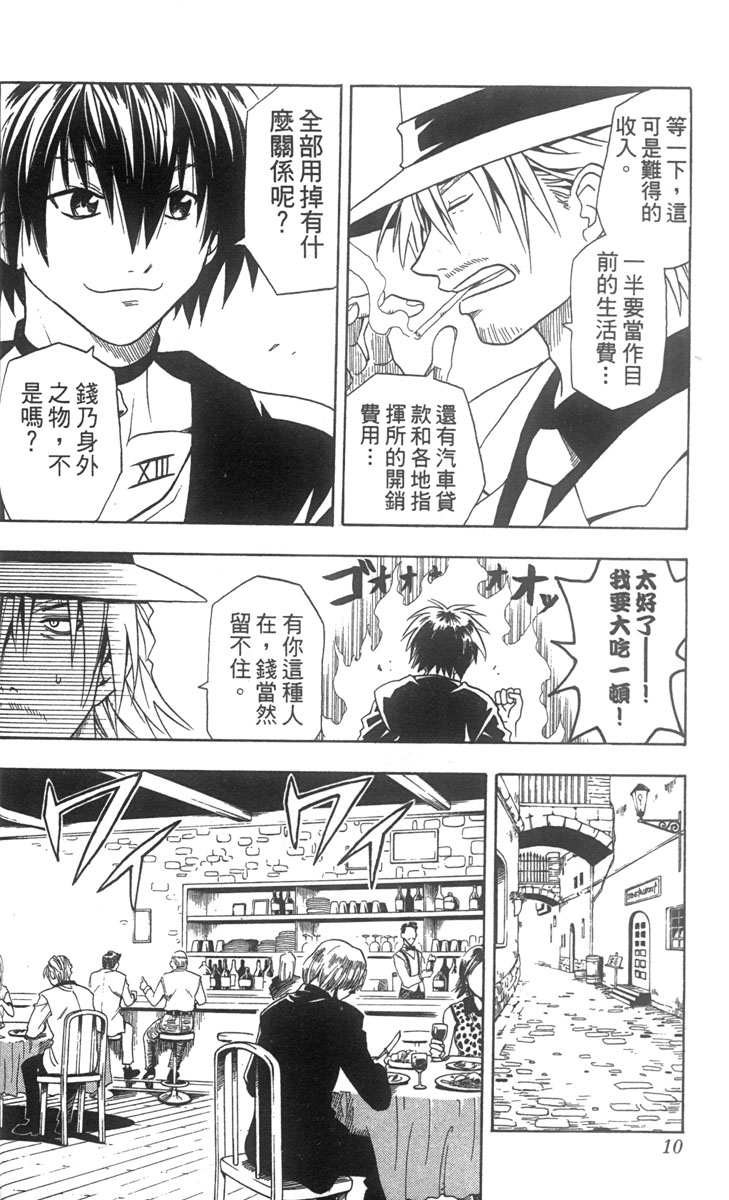 等一下，這
可是難得的
收入。
一半要當作目
前的生活費…
還有汽車貸
款和各地指
揮所的開銷
費用…
全部用掉有什
麼關係呢？
錢乃身外
之物，不
是嗎？
XIII
太好了——!!
我要大吃一頓！
ゴオオオオオッ
有你這種人
在，錢當然
留不住。
restaurant
ワイ
ワイ
10